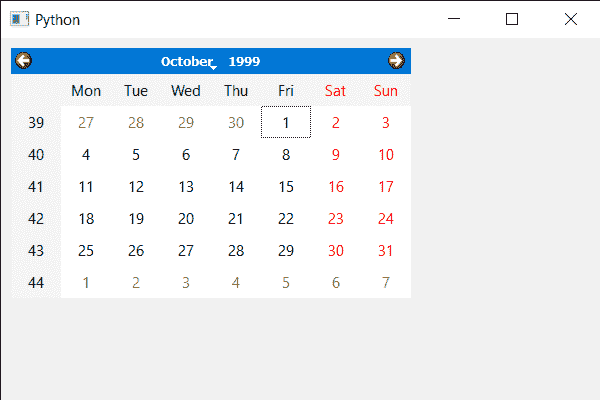 Python
October 1999
Mon Tue Wed Thu Fri Sat Sun
39 27 28 29 30 1 2 3
40 4 5 6 7 8 9 10
41 11 12 13 14 15 16 17
42 18 19 20 21 22 23 24
43 25 26 27 28 29 30 31
44 1 2 3 4 5 6 7